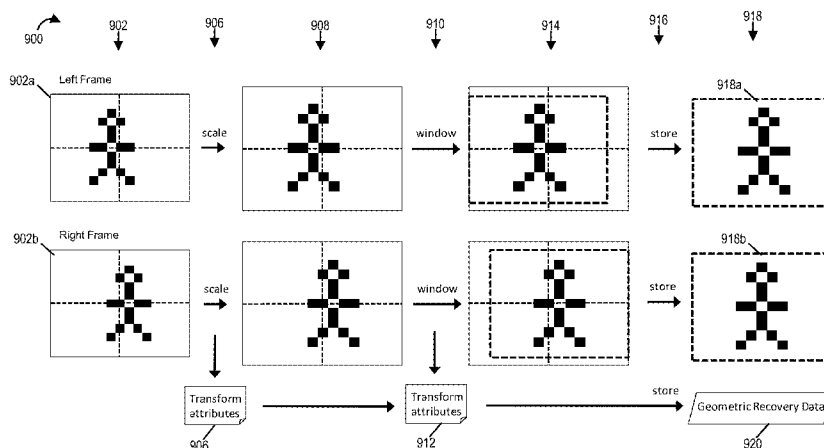 900
902
906
908
910
914
916
918
902a
Left Frame
scale
window
store
918a
902b
Right Frame
scale
window
store
918b
Transform
attributes
906
Transform
attributes
912
store
Geometric Recovery Data
920